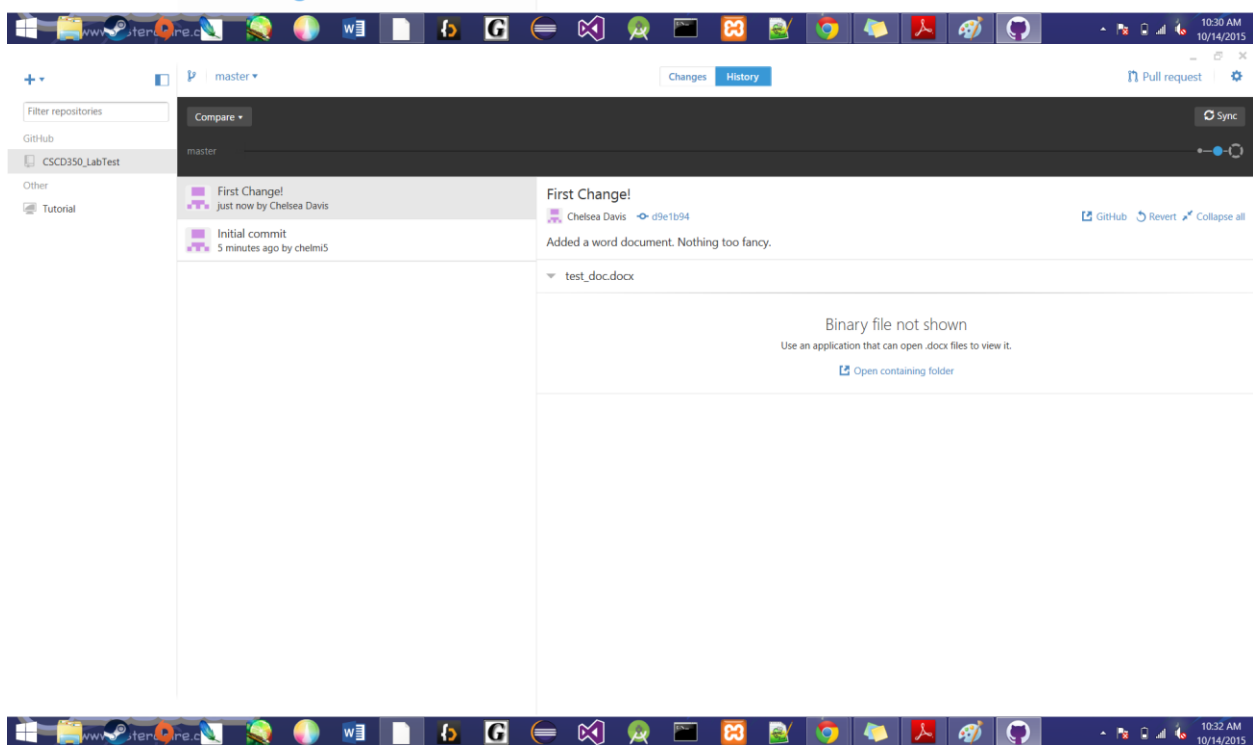 10:30 AM
10/14/2015
master
Changes History
Pull request
Filter repositories
Compare
Sync
GitHub
master
CSCD350_LabTest
Other
Tutorial
First Change!
just now by Chelsea Davis
Initial commit
5 minutes ago by chelmi5
First Change!
Chelsea Davis d9e1b94
GitHub Revert Collapse all
Added a word document. Nothing too fancy.
test_doc.docx
Binary file not shown
Use an application that can open .docx files to view it.
Open containing folder
10:32 AM
10/14/2015